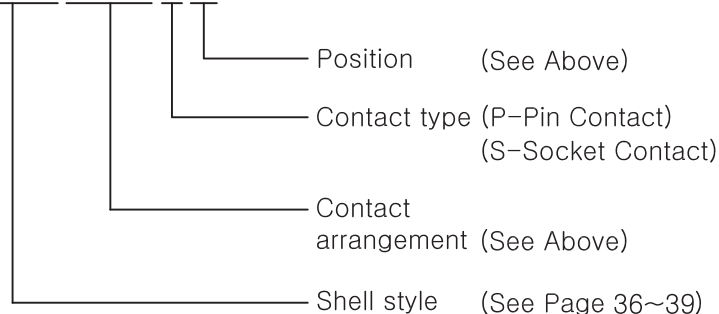 Position (See Above)
Contact type (P-Pin Contact)
(S-Socket Contact)
Contact
arrangement (See Above)
Shell style (See Page 36~39)